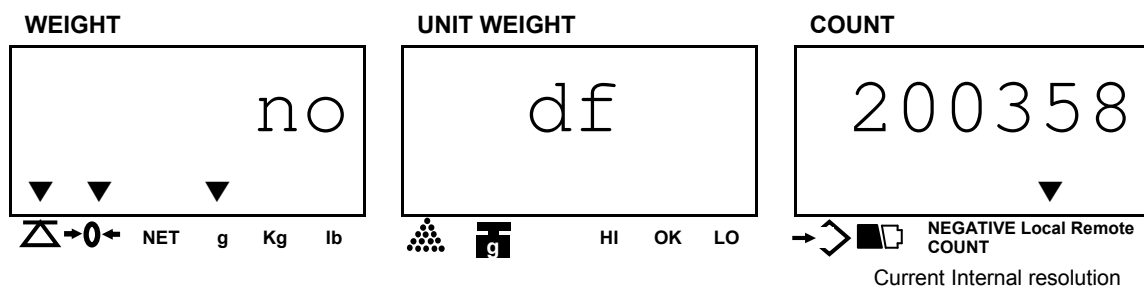 WEIGHT UNIT WEIGHT COUNT
no df 200358
→0← NET g Kg lb g HI OK LO NEGATIVE Local Remote
COUNT
Current Internal resolution